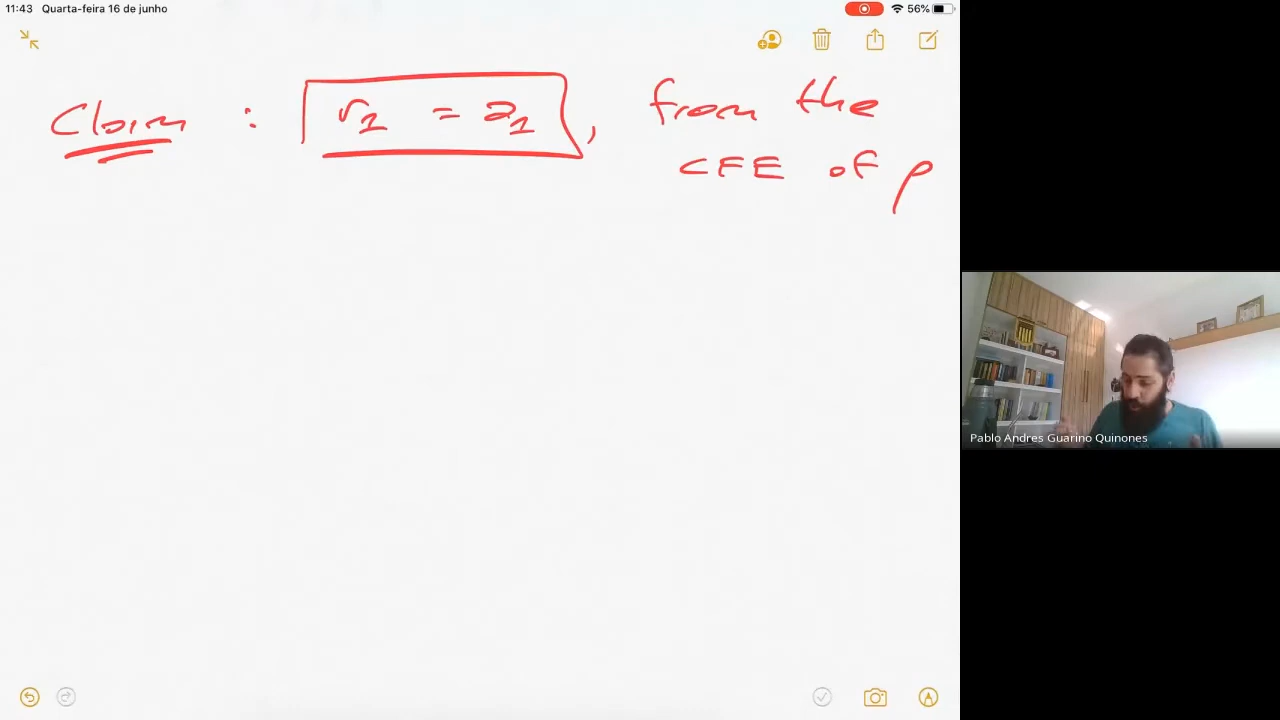 11:43 Quarta-feira 16 de junho
56%
Claim : r1 = a1, from the
CFE of ρ
Pablo Andres Guarino Quinones